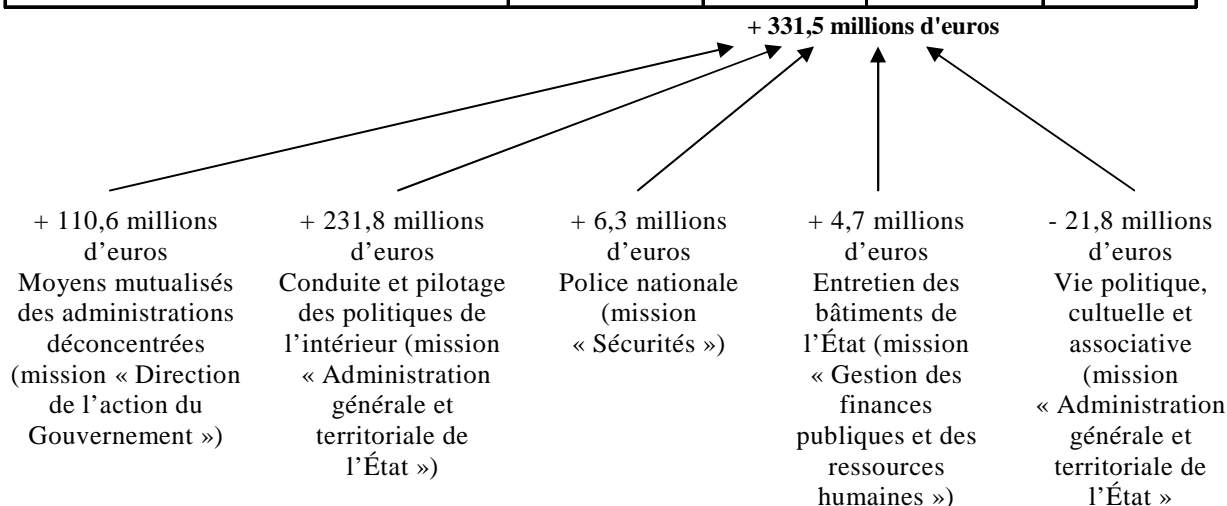 + 331,5 millions d'euros
+ 110,6 millions
d’euros
Moyens mutualisés
des administrations
déconcentrées
(mission « Direction
de l’action du
Gouvernement »)
+ 231,8 millions
d’euros
Conduite et pilotage
des politiques de
l’intérieur (mission
« Administration
générale et
territoriale de
l’État »)
+ 6,3 millions
d’euros
Police nationale
(mission
« Sécurités »)
+ 4,7 millions
d’euros
Entretien des
bâtiments de
l’État (mission
« Gestion des
finances
publiques et des
ressources
humaines »)
- 21,8 millions
d’euros
Vie politique,
cultuelle et
associative
(mission
« Administration
générale et
territoriale de
l’État »